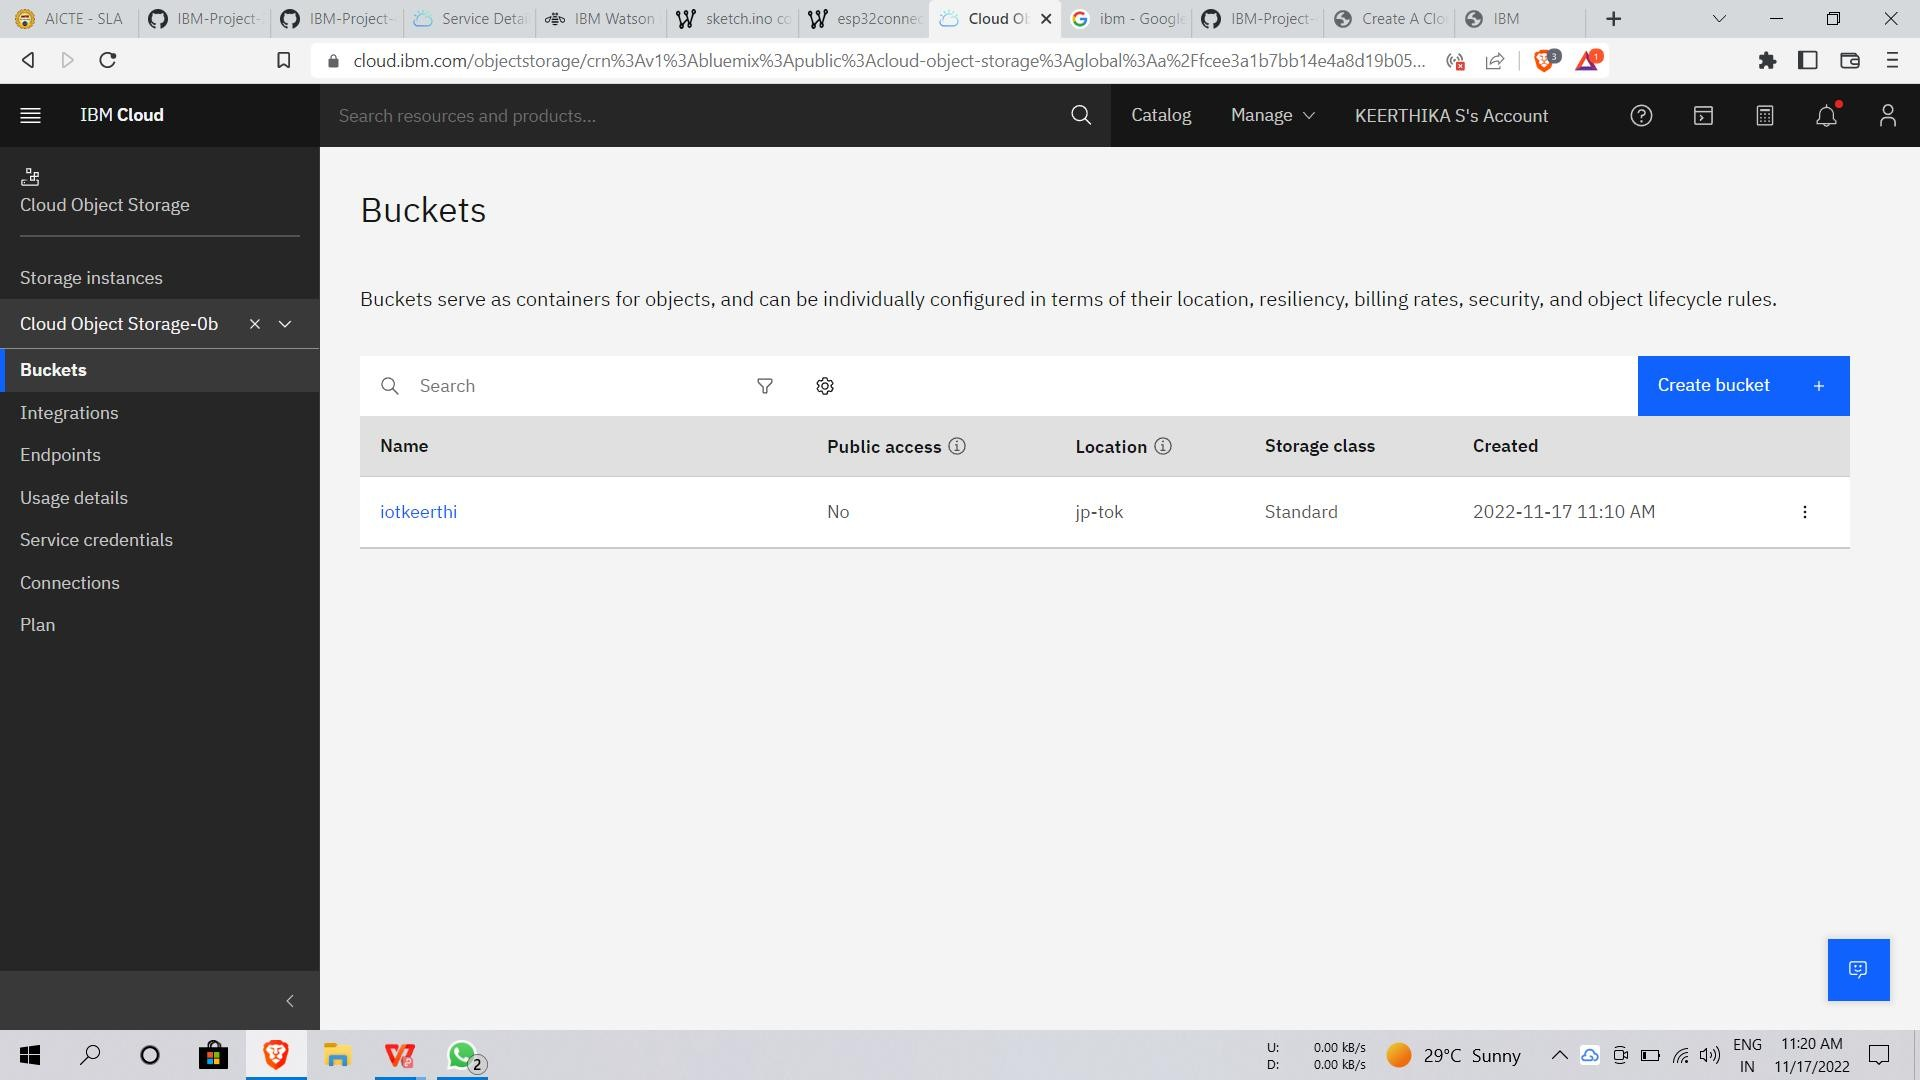 AICTE - SLA
IBM-Project-
IBM-Project-
Service Detai
IBM Watson
sketch.ino co
esp32connec
Cloud O
ibm - Google
IBM-Project-
Create A Clo
IBM
cloud.ibm.com/objectstorage/crn%3Av1%3Abluemix%3Apublic%3Acloud-object-storage%3Aglobal%3Aa%2Ffcee3a1b7bb14e4a8d19b05...
3
1
IBM Cloud
Search resources and products...
Catalog
Manage
KEERTHIKA S's Account
Cloud Object Storage
Storage instances
Cloud Object Storage-0b
Buckets
Integrations
Endpoints
Usage details
Service credentials
Connections
Plan
Buckets
Buckets serve as containers for objects, and can be individually configured in terms of their location, resiliency, billing rates, security, and object lifecycle rules.
Search
Create bucket +
Name Public access Location Storage class Created
iotkeerthi No jp-tok Standard 2022-11-17 11:10 AM
2
U: 0.00 kB/s
D: 0.00 kB/s
29°C Sunny
ENG
IN
11:20 AM
11/17/2022